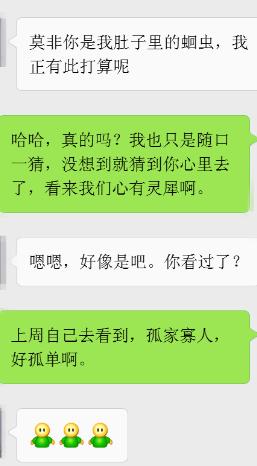 莫非你是我肚子里的蛔虫，我
正有此打算呢
哈哈，真的吗？我也只是随口
一猜，没想到就猜到你心里去
了，看来我们心有灵犀啊。
嗯嗯，好像是吧。你看过了？
上周自己去看到，孤家寡人，
好孤单啊。